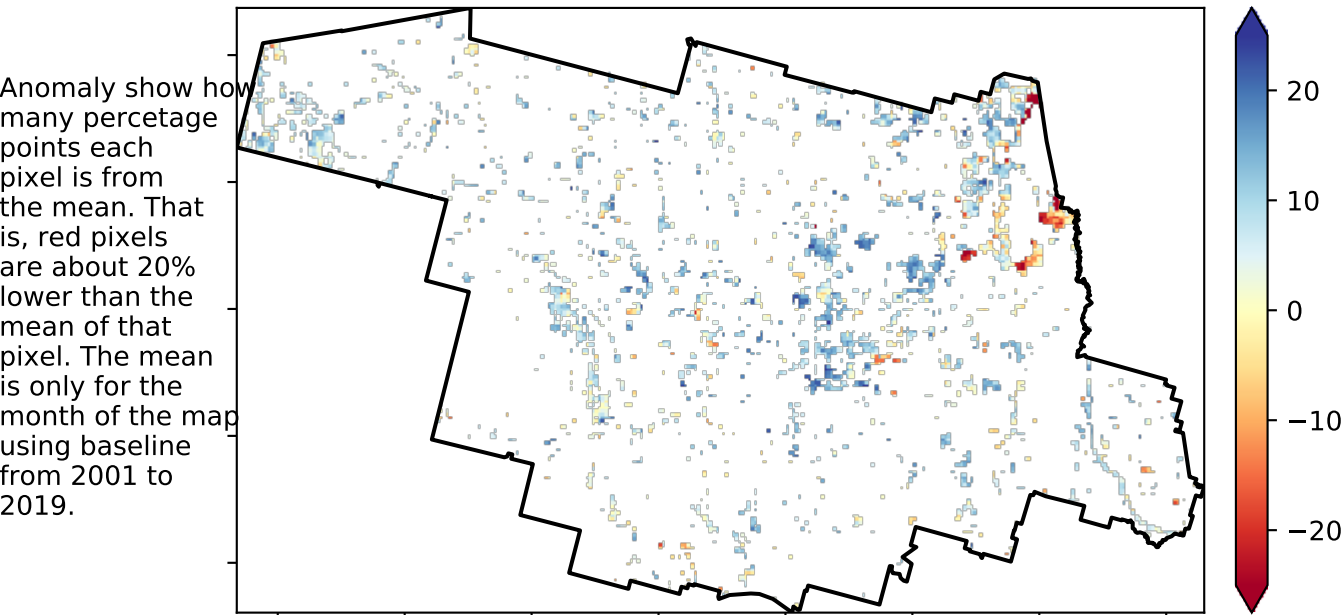 Anomaly show how
many percetage
points each
pixel is from
the mean. That
is, red pixels
are about 20%
lower than the
mean of that
pixel. The mean
is only for the
month of the map
using baseline
from 2001 to
2019.
20
10
0
−10
−20